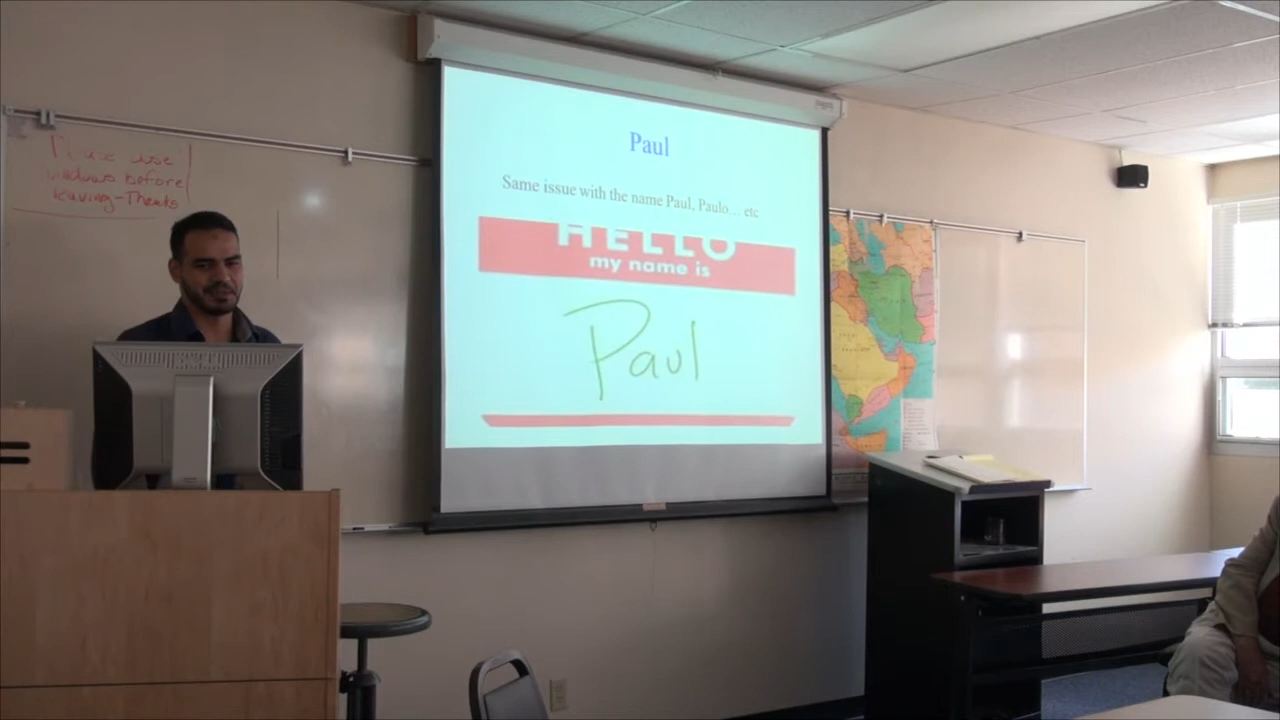 Please use
windows before
leaving-Thanks
Paul
Same issue with the name Paul, Paulo... etc
HELLO
my name is
Paul